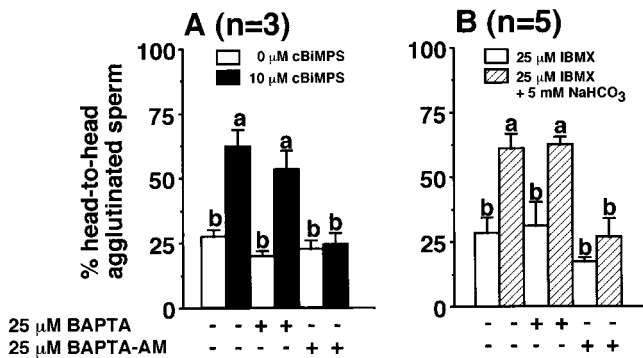 A (n=3)
0 μM cBiMPS
10 μM cBiMPS
% head-to-head
agglutinated sperm
100
75
50
25
0
b a b a b b
25 μM BAPTA - - + + - -
25 μM BAPTA-AM - - - - + +
B (n=5)
25 μM IBMX
25 μM IBMX
+ 5 mM NaHCO3
100
75
50
25
0
b a b a b b
- - + + - -
- - - - + +